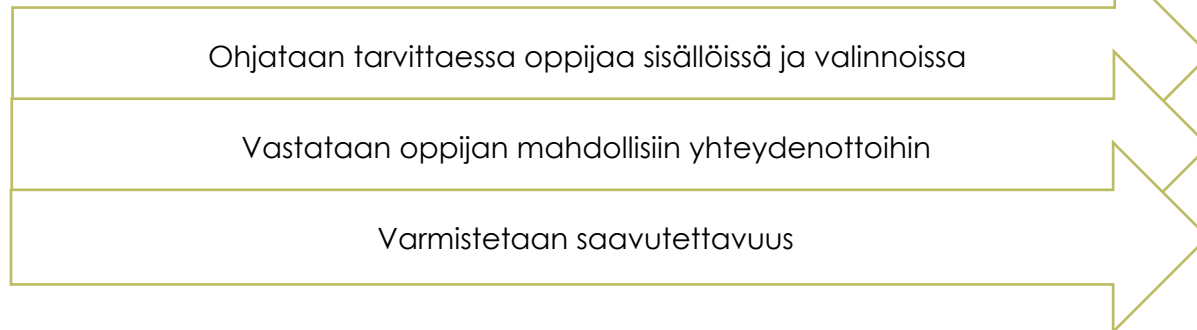 Ohjataan tarvittaessa oppijaa sisällöissä ja valinnoissa
Vastataan oppijan mahdollisiin yhteydenottoihin
Varmistetaan saavutettavuus